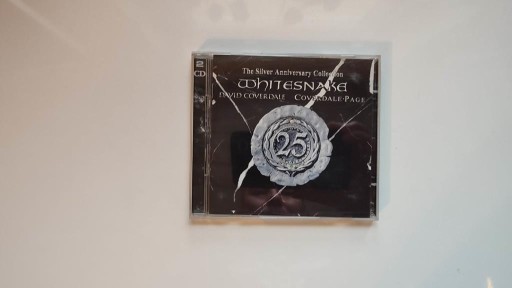 2
CD
The Silver Anniversary Collection
WHITESNAKE
DAVID COVERDALE COVERDALE·PAGE
25